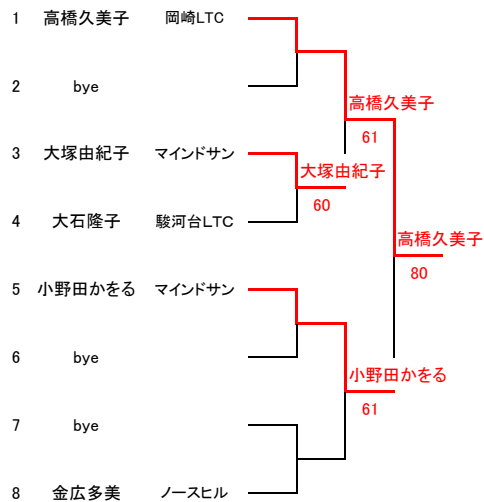 1 高橋久美子 岡崎LTC
2 bye
高橋久美子
61
3 大塚由紀子 マインドサン
大塚由紀子
60
4 大石隆子 駿河台LTC
高橋久美子
80
5 小野田かをる マインドサン
6 bye
小野田かをる
61
7 bye
8 金広多美 ノースヒル